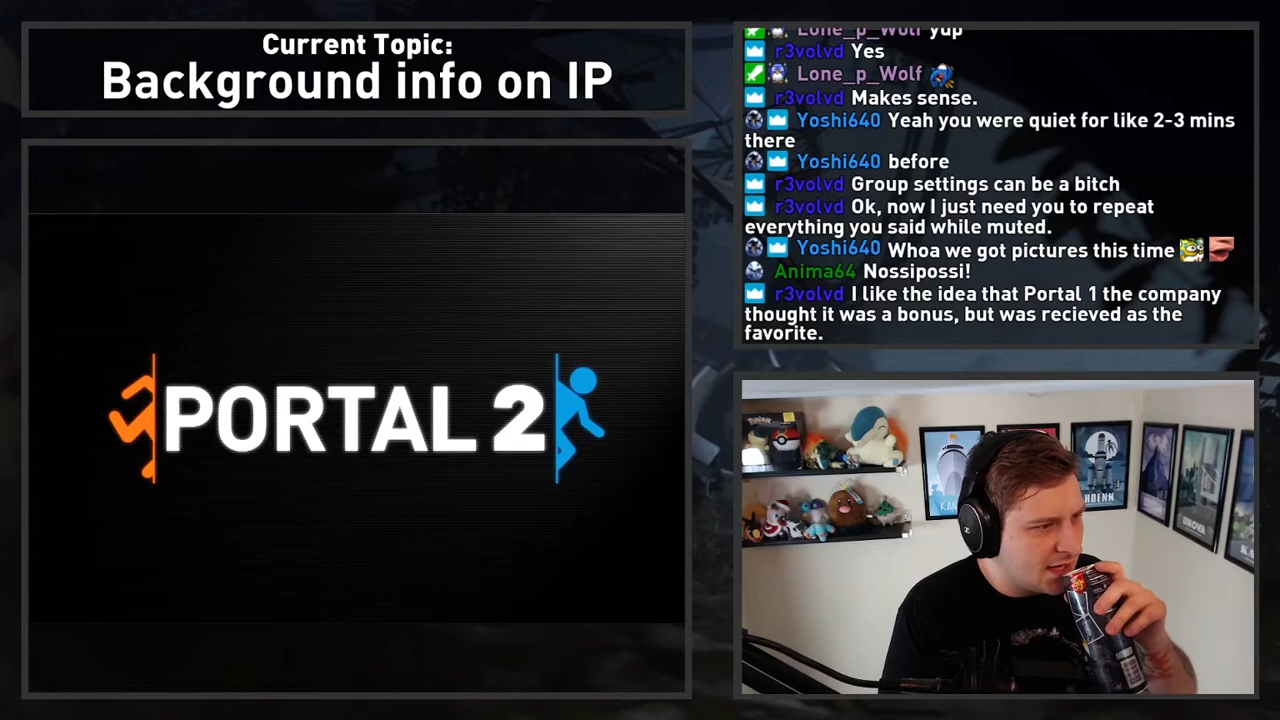 Current Topic:
Background info on IP
PORTAL 2
Lone_p_Wolf yup
r3volvd Yes
Lone_p_Wolf
r3volvd Makes sense.
Yoshi640 Yeah you were quiet for like 2-3 mins
there
Yoshi640 before
r3volvd Group settings can be a bitch
r3volvd Ok, now I just need you to repeat
everything you said while muted.
Yoshi640 Whoa we got pictures this time
Anima64 Nossipossi!
r3volvd I like the idea that Portal 1 the company
thought it was a bonus, but was recieved as the
favorite.
KAN
HOENN
UNOVA